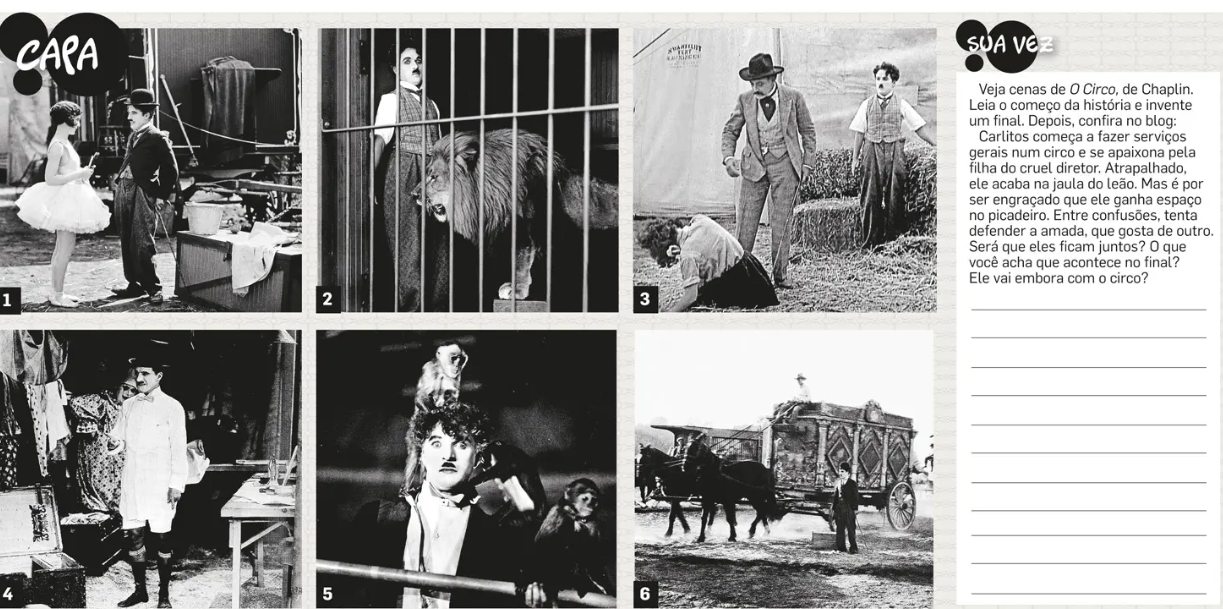 CAPA
1
2
3
4
5
6
SUA VEZ
Veja cenas de O Circo, de Chaplin.
Leia o começo da história e invente
um final. Depois, confira no blog:
Carlitos começa a fazer serviços
gerais num circo e se apaixona pela
filha do cruel diretor. Atrapalhado,
ele acaba na jaula do leão. Mas é por
ser engraçado que ele ganha espaço
no picadeiro. Entre confusões, tenta
defender a amada, que gosta de outro.
Será que eles ficam juntos? O que
você acha que acontece no final?
Ele vai embora com o circo?